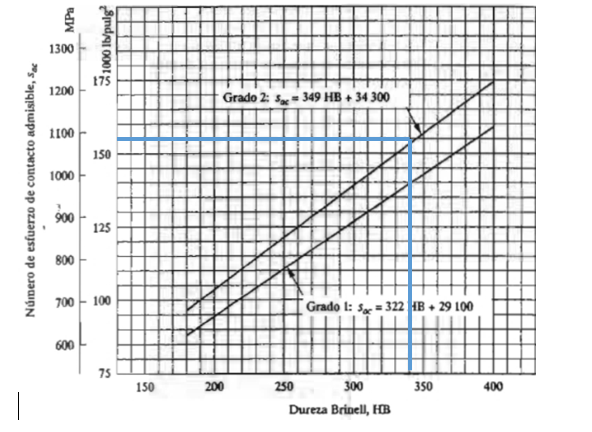 MPa
1000 lb/pulg²
Número de esfuerzo de contacto admisible, sac
1300
1200
1100
1000
900
800
700
600
175
150
125
100
75
Grado 2: sac = 349 HB + 34 300
Grado 1: sac = 322 HB + 29 100
150 200 250 300 350 400
Dureza Brinell, HB